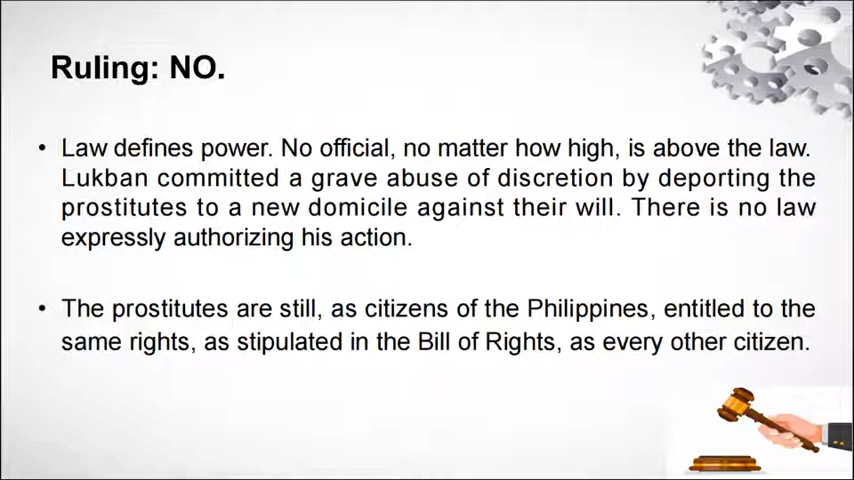 Ruling: NO.
• Law defines power. No official, no matter how high, is above the law.
Lukban committed a grave abuse of discretion by deporting the
prostitutes to a new domicile against their will. There is no law
expressly authorizing his action.
• The prostitutes are still, as citizens of the Philippines, entitled to the
same rights, as stipulated in the Bill of Rights, as every other citizen.